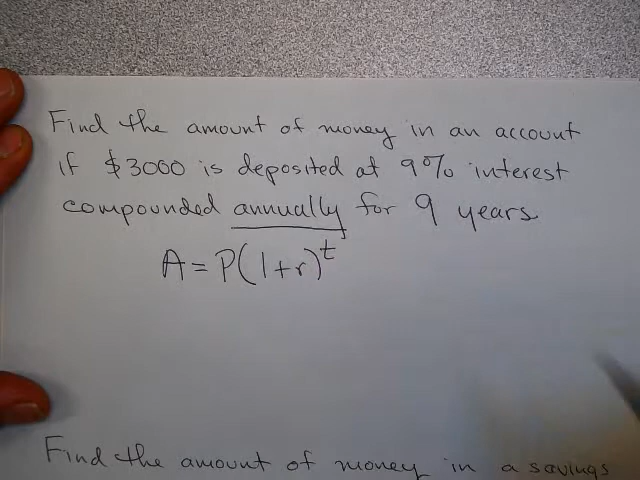 Find the amount of money in an account
if $3000 is deposited at 9% interest
compounded annually for 9 years
A=P(1+r)^t
Find the amount of money in a savings